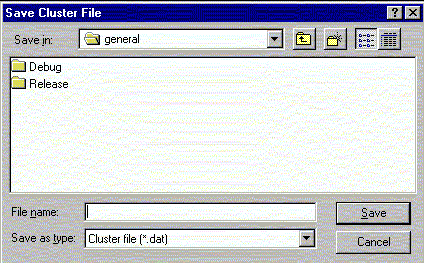 Save Cluster File
Save in: general
Debug
Release
File name: Save
Save as type: Cluster file (*.dat) Cancel